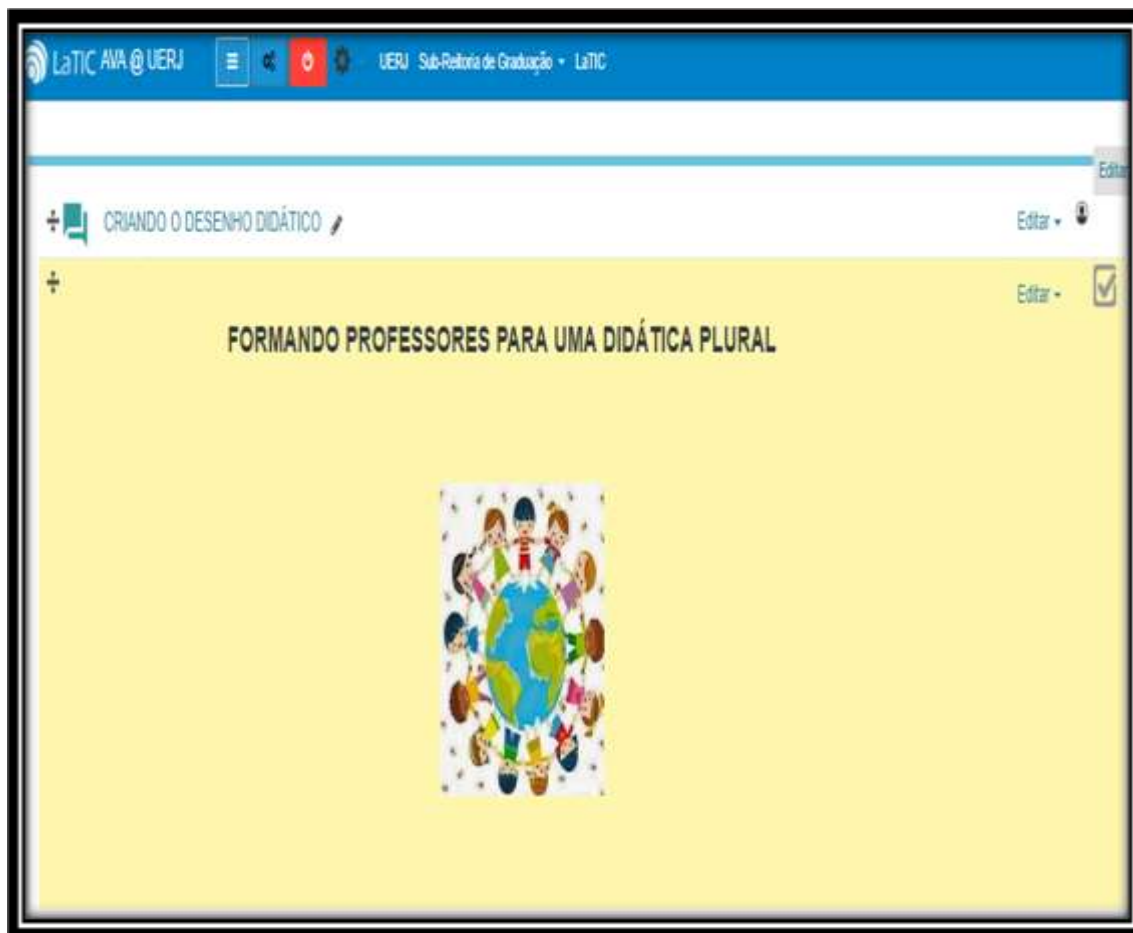 LaTIC AVA @ UERJ UERJ Sub-Reitoria de Graduação LaTIC
Editar
CRIANDO O DESENHO DIDÁTICO Editar
Editar
FORMANDO PROFESSORES PARA UMA DIDÁTICA PLURAL